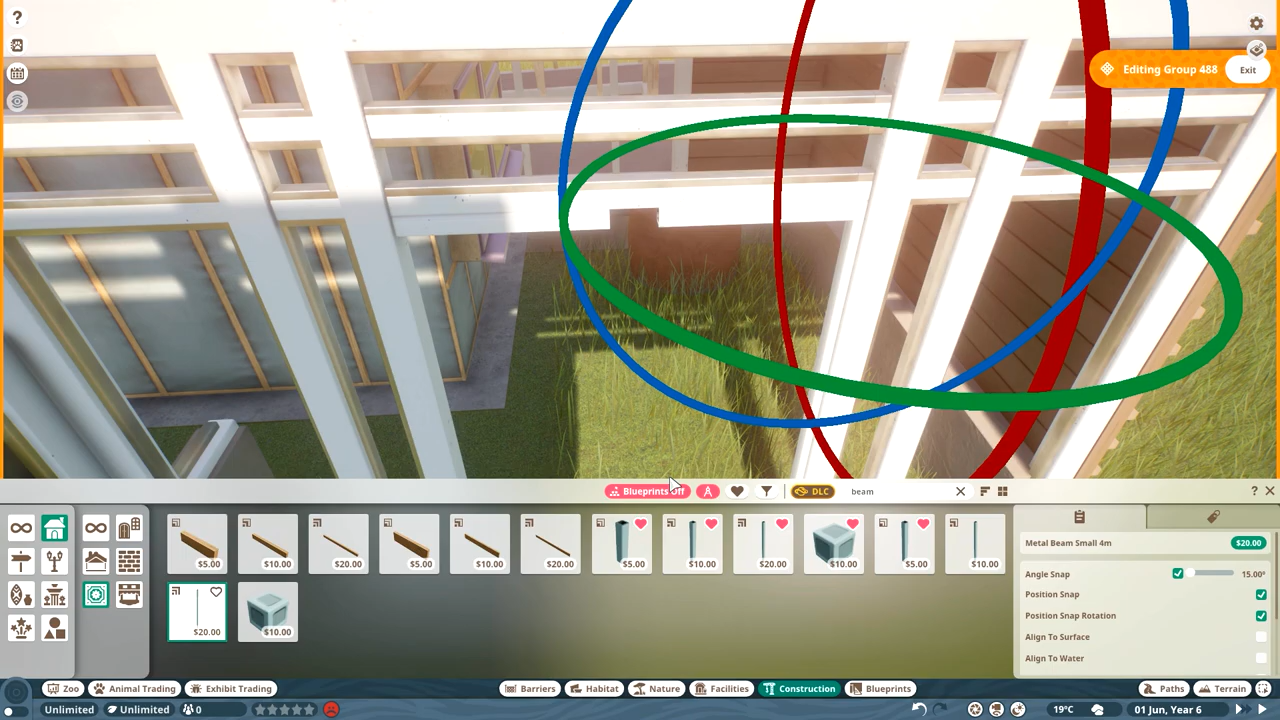 ?
Editing Group 488 Exit
Blueprints Off DLC beam ? X
$5.00 $10.00 $20.00 $5.00 $10.00 $20.00 $5.00 $10.00 $20.00 $10.00 $5.00 $10.00
$20.00 $10.00
Metal Beam Small 4m $20.00
Angle Snap 15.00°
Position Snap
Position Snap Rotation
Align To Surface
Align To Water
Zoo Animal Trading Exhibit Trading Barriers Habitat Nature Facilities Construction Blueprints Paths Terrain
Unlimited Unlimited 0 19°C 01 Jun, Year 6